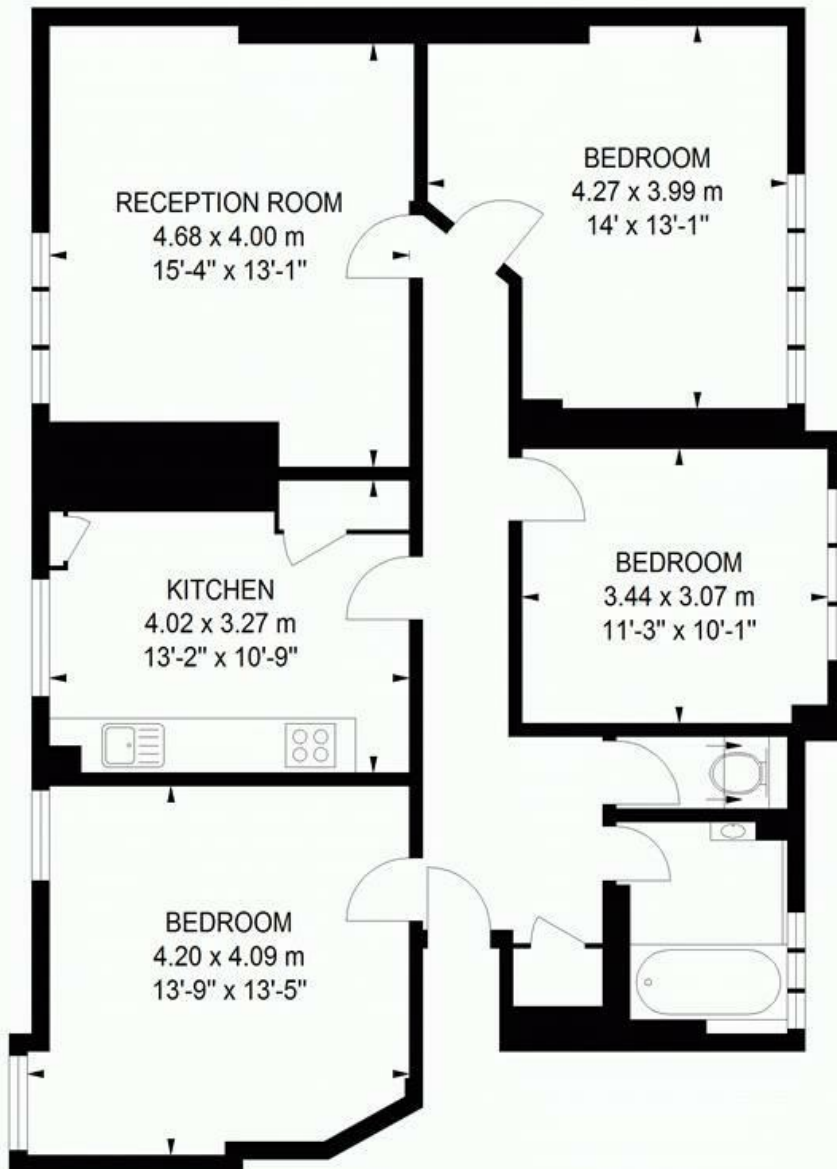 RECEPTION ROOM
4.68 x 4.00 m
15'-4" x 13'-1"
BEDROOM
4.27 x 3.99 m
14' x 13'-1"
KITCHEN
4.02 x 3.27 m
13'-2" x 10'-9"
BEDROOM
3.44 x 3.07 m
11'-3" x 10'-1"
BEDROOM
4.20 x 4.09 m
13'-9" x 13'-5"